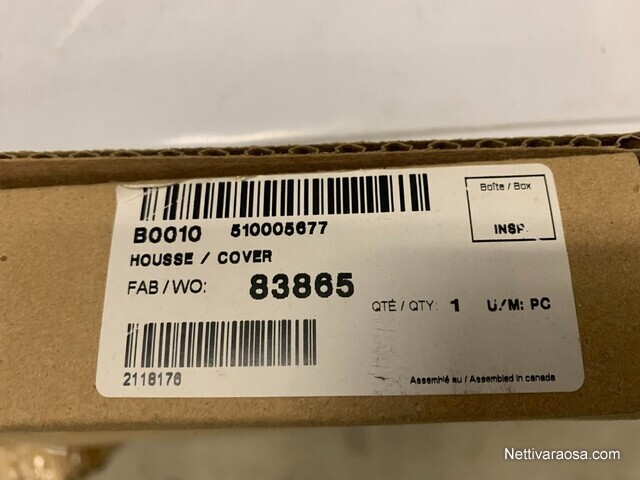 Boîte / Box
INSP.
B0010 510005677
HOUSSE / COVER
FAB / WO: 83865
QTÉ / QTY: 1 U/M: PC
2118176
Assemblé au / Assembled in canada
Nettivaraosa.com